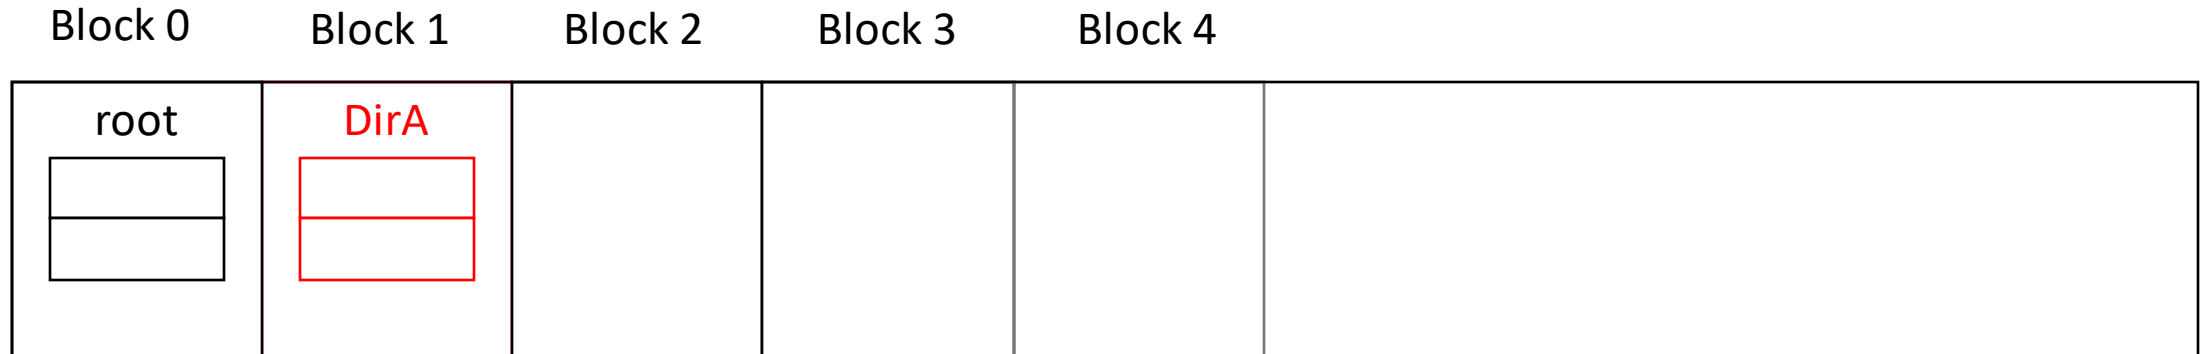 Block 0 Block 1 Block 2 Block 3 Block 4
root DirA